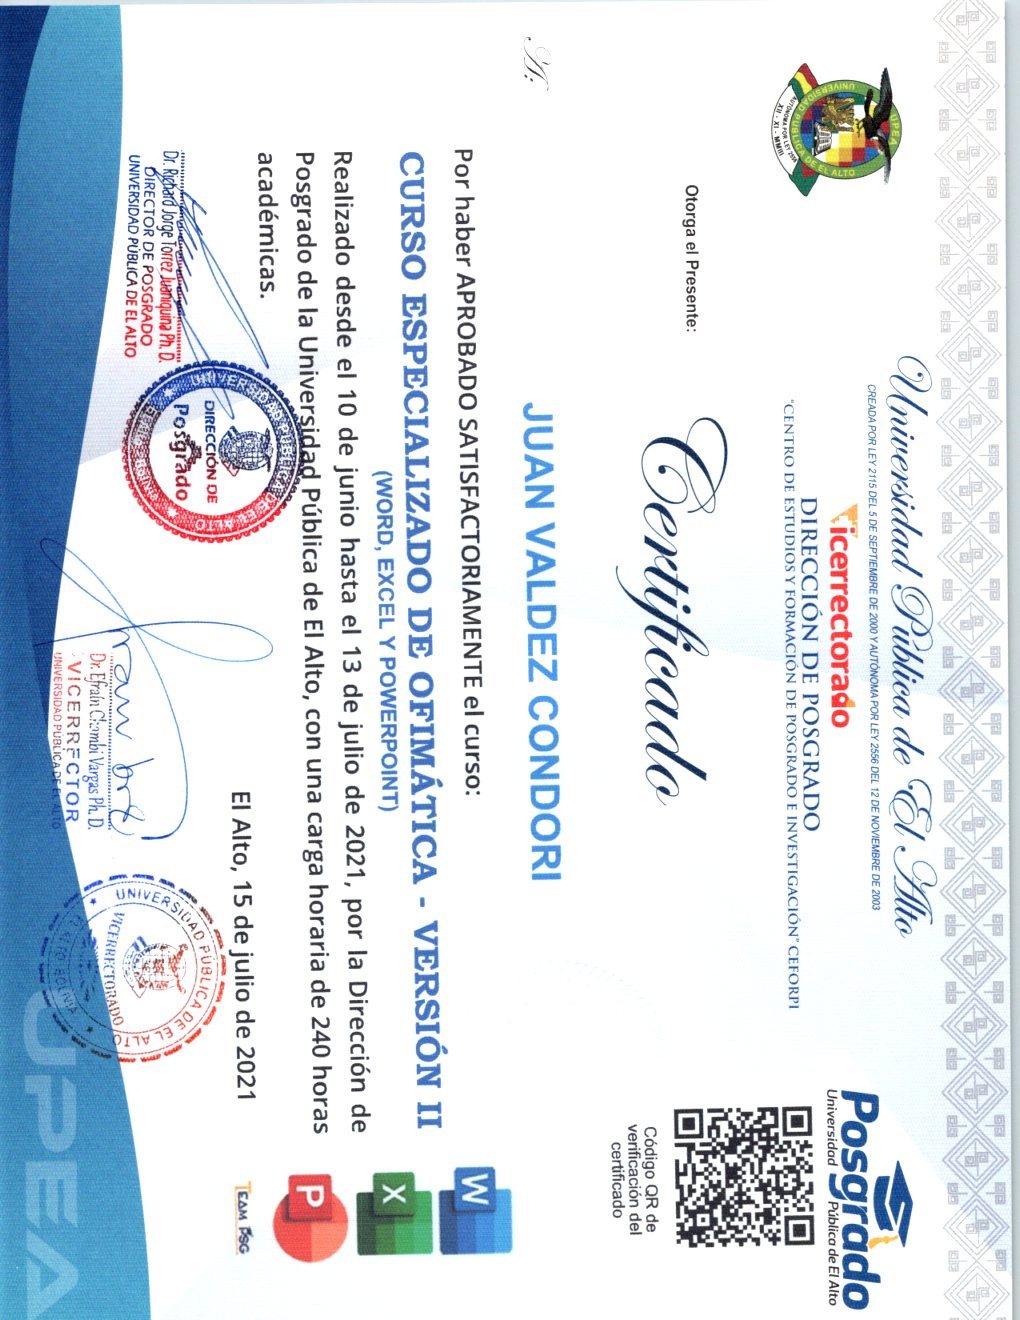 Universidad Pública de El Alto
CREADA POR LEY 2115 DEL 5 DE SEPTIEMBRE DE 2000 Y AUTÓNOMA POR LEY 2556 DEL 12 DE NOVIEMBRE DE 2003
Vicerrectorado
DIRECCIÓN DE POSGRADO
"CENTRO DE ESTUDIOS Y FORMACIÓN DE POSGRADO E INVESTIGACIÓN" CEFORPI
UPEA
UNIVERSIDAD PÚBLICA DE EL ALTO
AUTÓNOMA POR LEY 2556
XII - XI - MMIII
Posgrado
Universidad Pública de El Alto
Otorga el Presente:
Certificado
Código QR de
verificación del
certificado
A:
JUAN VALDEZ CONDORI
Por haber APROBADO SATISFACTORIAMENTE el curso:
CURSO ESPECIALIZADO DE OFIMÁTICA - VERSIÓN II
(WORD, EXCEL Y POWERPOINT)
Realizado desde el 10 de junio hasta el 13 de julio de 2021, por la Dirección de
Posgrado de la Universidad Pública de El Alto, con una carga horaria de 240 horas
académicas.
El Alto, 15 de julio de 2021
W
X
P
TEAM PSG
Dr. Richard Jorge Torrez Juaniquina Ph. D.
DIRECTOR DE POSGRADO
UNIVERSIDAD PÚBLICA DE EL ALTO
DIRECCIÓN DE
Posgrado
Dr. Efraín Chambi Vargas Ph. D.
VICERRECTOR
UNIVERSIDAD PÚBLICA DE EL ALTO
UNIVERSIDAD PÚBLICA DE EL ALTO
VICERRECTORADO
UPEA